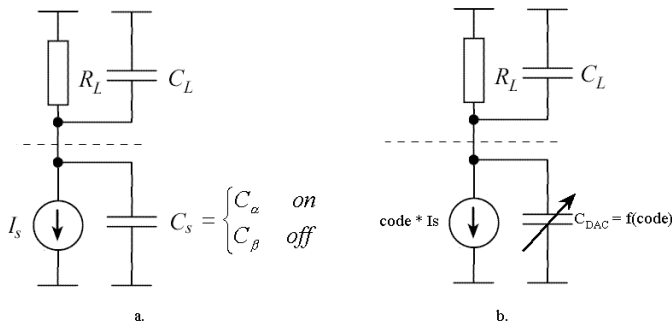 R_L
C_L
I_s
C_s = { C_α on
C_β off
a.
R_L
C_L
code * Is
C_DAC = f(code)
b.